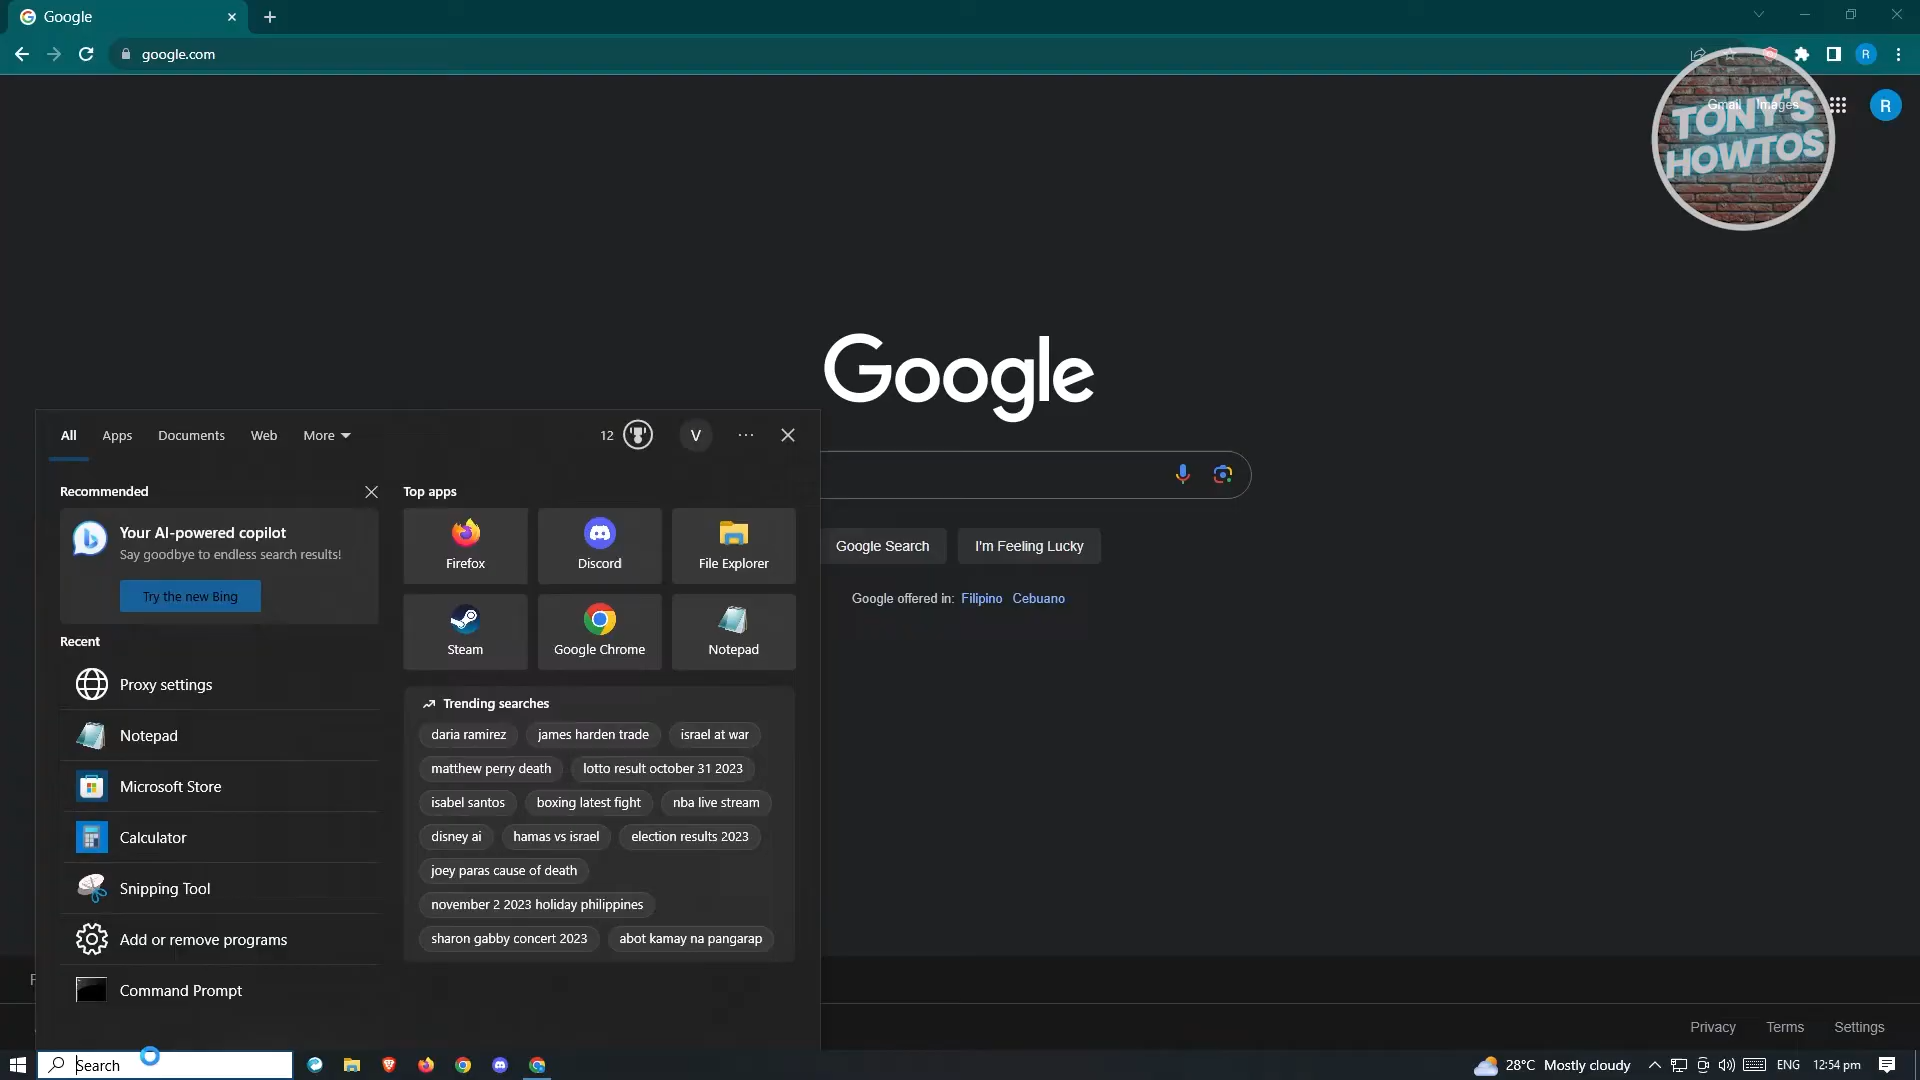 Google
google.com
R
Gmail Images
R
TONY'S
HOWTOS
Google
All Apps Documents Web More
12
V
Recommended
Your AI-powered copilot
Say goodbye to endless search results!
Try the new Bing
Recent
Proxy settings
Notepad
Microsoft Store
Calculator
Snipping Tool
Add or remove programs
Command Prompt
Top apps
Firefox Discord File Explorer
Steam Google Chrome Notepad
Trending searches
daria ramirez james harden trade israel at war
matthew perry death lotto result october 31 2023
isabel santos boxing latest fight nba live stream
disney ai hamas vs israel election results 2023
joey paras cause of death
november 2 2023 holiday philippines
sharon gabby concert 2023 abot kamay na pangarap
Google Search I'm Feeling Lucky
Google offered in: Filipino Cebuano
Privacy Terms Settings
Search
28°C Mostly cloudy ENG 12:54 pm